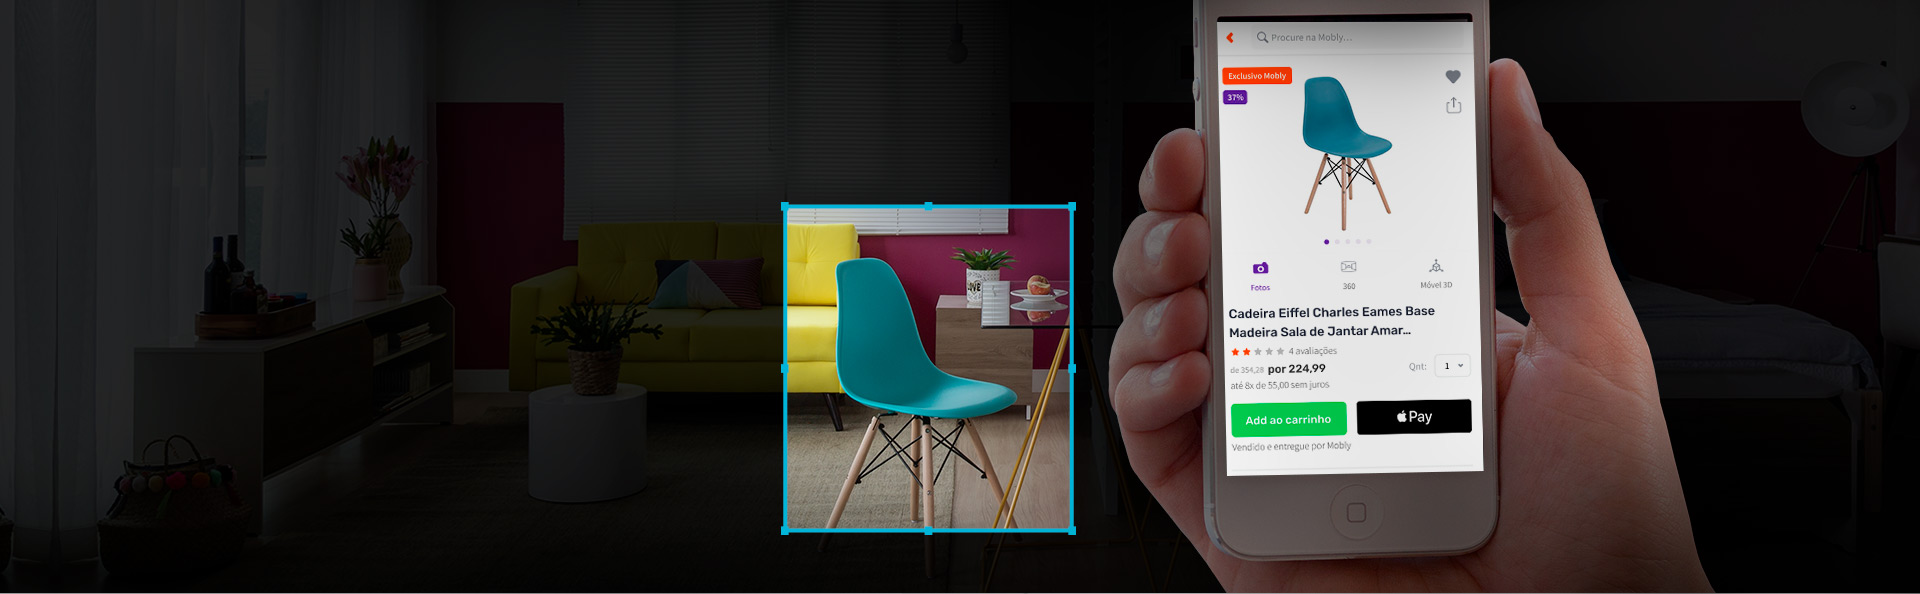 Procure na Mobly...
Exclusivo Mobly
37%
Fotos
360
Móvel 3D
Cadeira Eiffel Charles Eames Base
Madeira Sala de Jantar Amar...
4 avaliações
de 354,28 por 224,99
Qnt: 1
até 8x de 55,00 sem juros
Add ao carrinho
Pay
Vendido e entregue por Mobly
LOVE